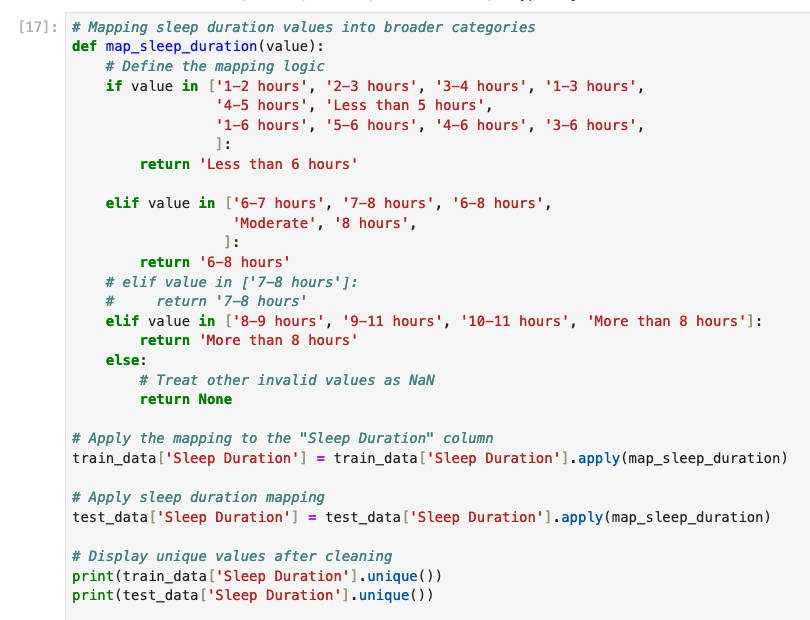 [17]: # Mapping sleep duration values into broader categories
def map_sleep_duration(value):
    # Define the mapping logic
    if value in ['1-2 hours', '2-3 hours', '3-4 hours', '1-3 hours',
                 '4-5 hours', 'Less than 5 hours',
                 '1-6 hours', '5-6 hours', '4-6 hours', '3-6 hours',
                 ]:
        return 'Less than 6 hours'

    elif value in ['6-7 hours', '7-8 hours', '6-8 hours',
                   'Moderate', '8 hours',
                  ]:
        return '6-8 hours'
    # elif value in ['7-8 hours']:
    #     return '7-8 hours'
    elif value in ['8-9 hours', '9-11 hours', '10-11 hours', 'More than 8 hours']:
        return 'More than 8 hours'
    else:
        # Treat other invalid values as NaN
        return None

# Apply the mapping to the "Sleep Duration" column
train_data['Sleep Duration'] = train_data['Sleep Duration'].apply(map_sleep_duration)

# Apply sleep duration mapping
test_data['Sleep Duration'] = test_data['Sleep Duration'].apply(map_sleep_duration)

# Display unique values after cleaning
print(train_data['Sleep Duration'].unique())
print(test_data['Sleep Duration'].unique())